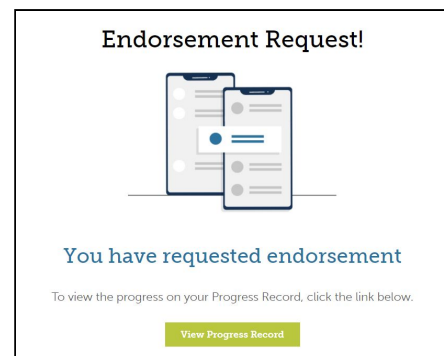 Endorsement Request!
You have requested endorsement
To view the progress on your Progress Record, click the link below.
View Progress Record